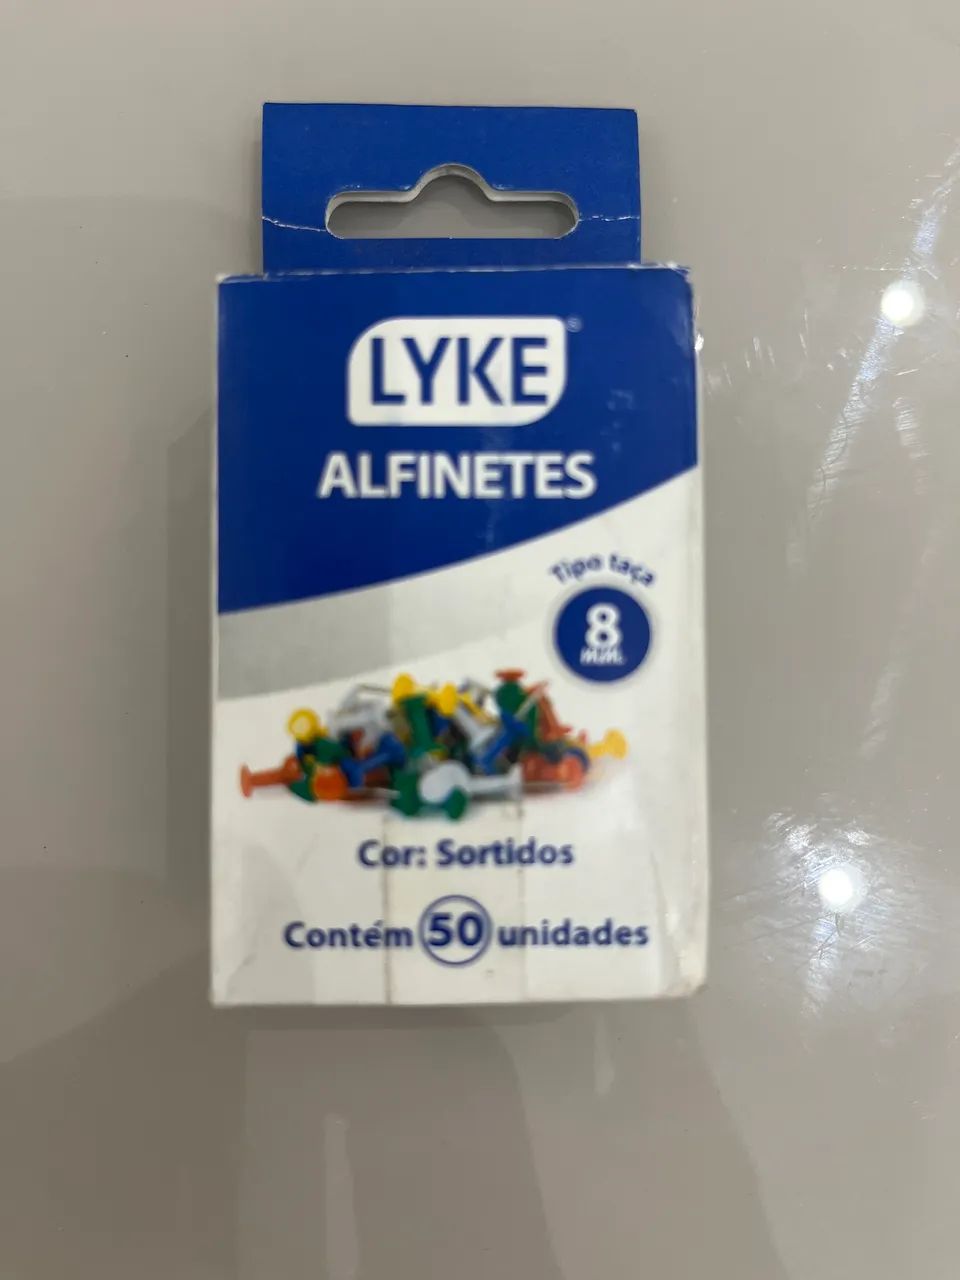 LYKE
ALFINETES
Tipo taça
8
mm.
Cor: Sortidos
Contém 50 unidades